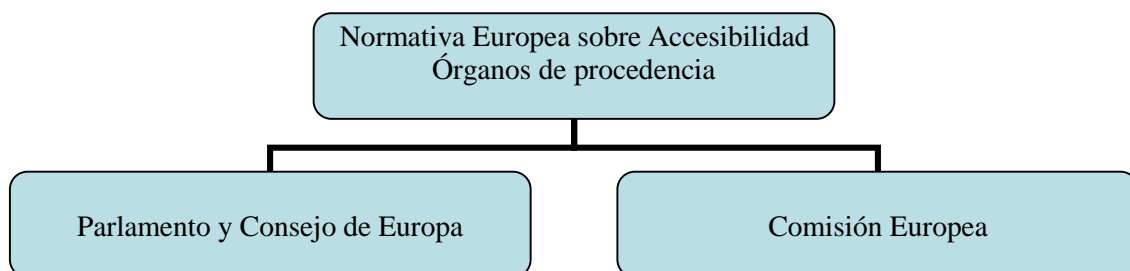 Normativa Europea sobre Accesibilidad
Órganos de procedencia
Parlamento y Consejo de Europa
Comisión Europea